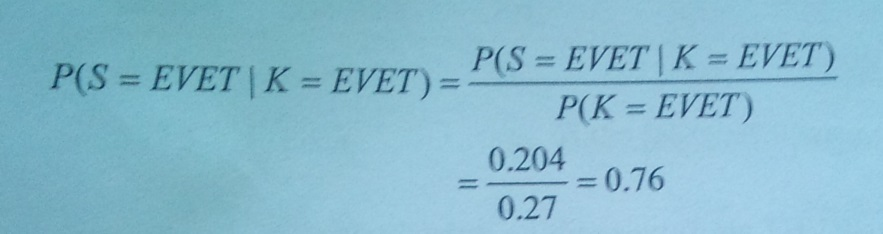 P(S = EVET | K = EVET) = P(S = EVET | K = EVET) / P(K = EVET)
= 0.204 / 0.27 = 0.76